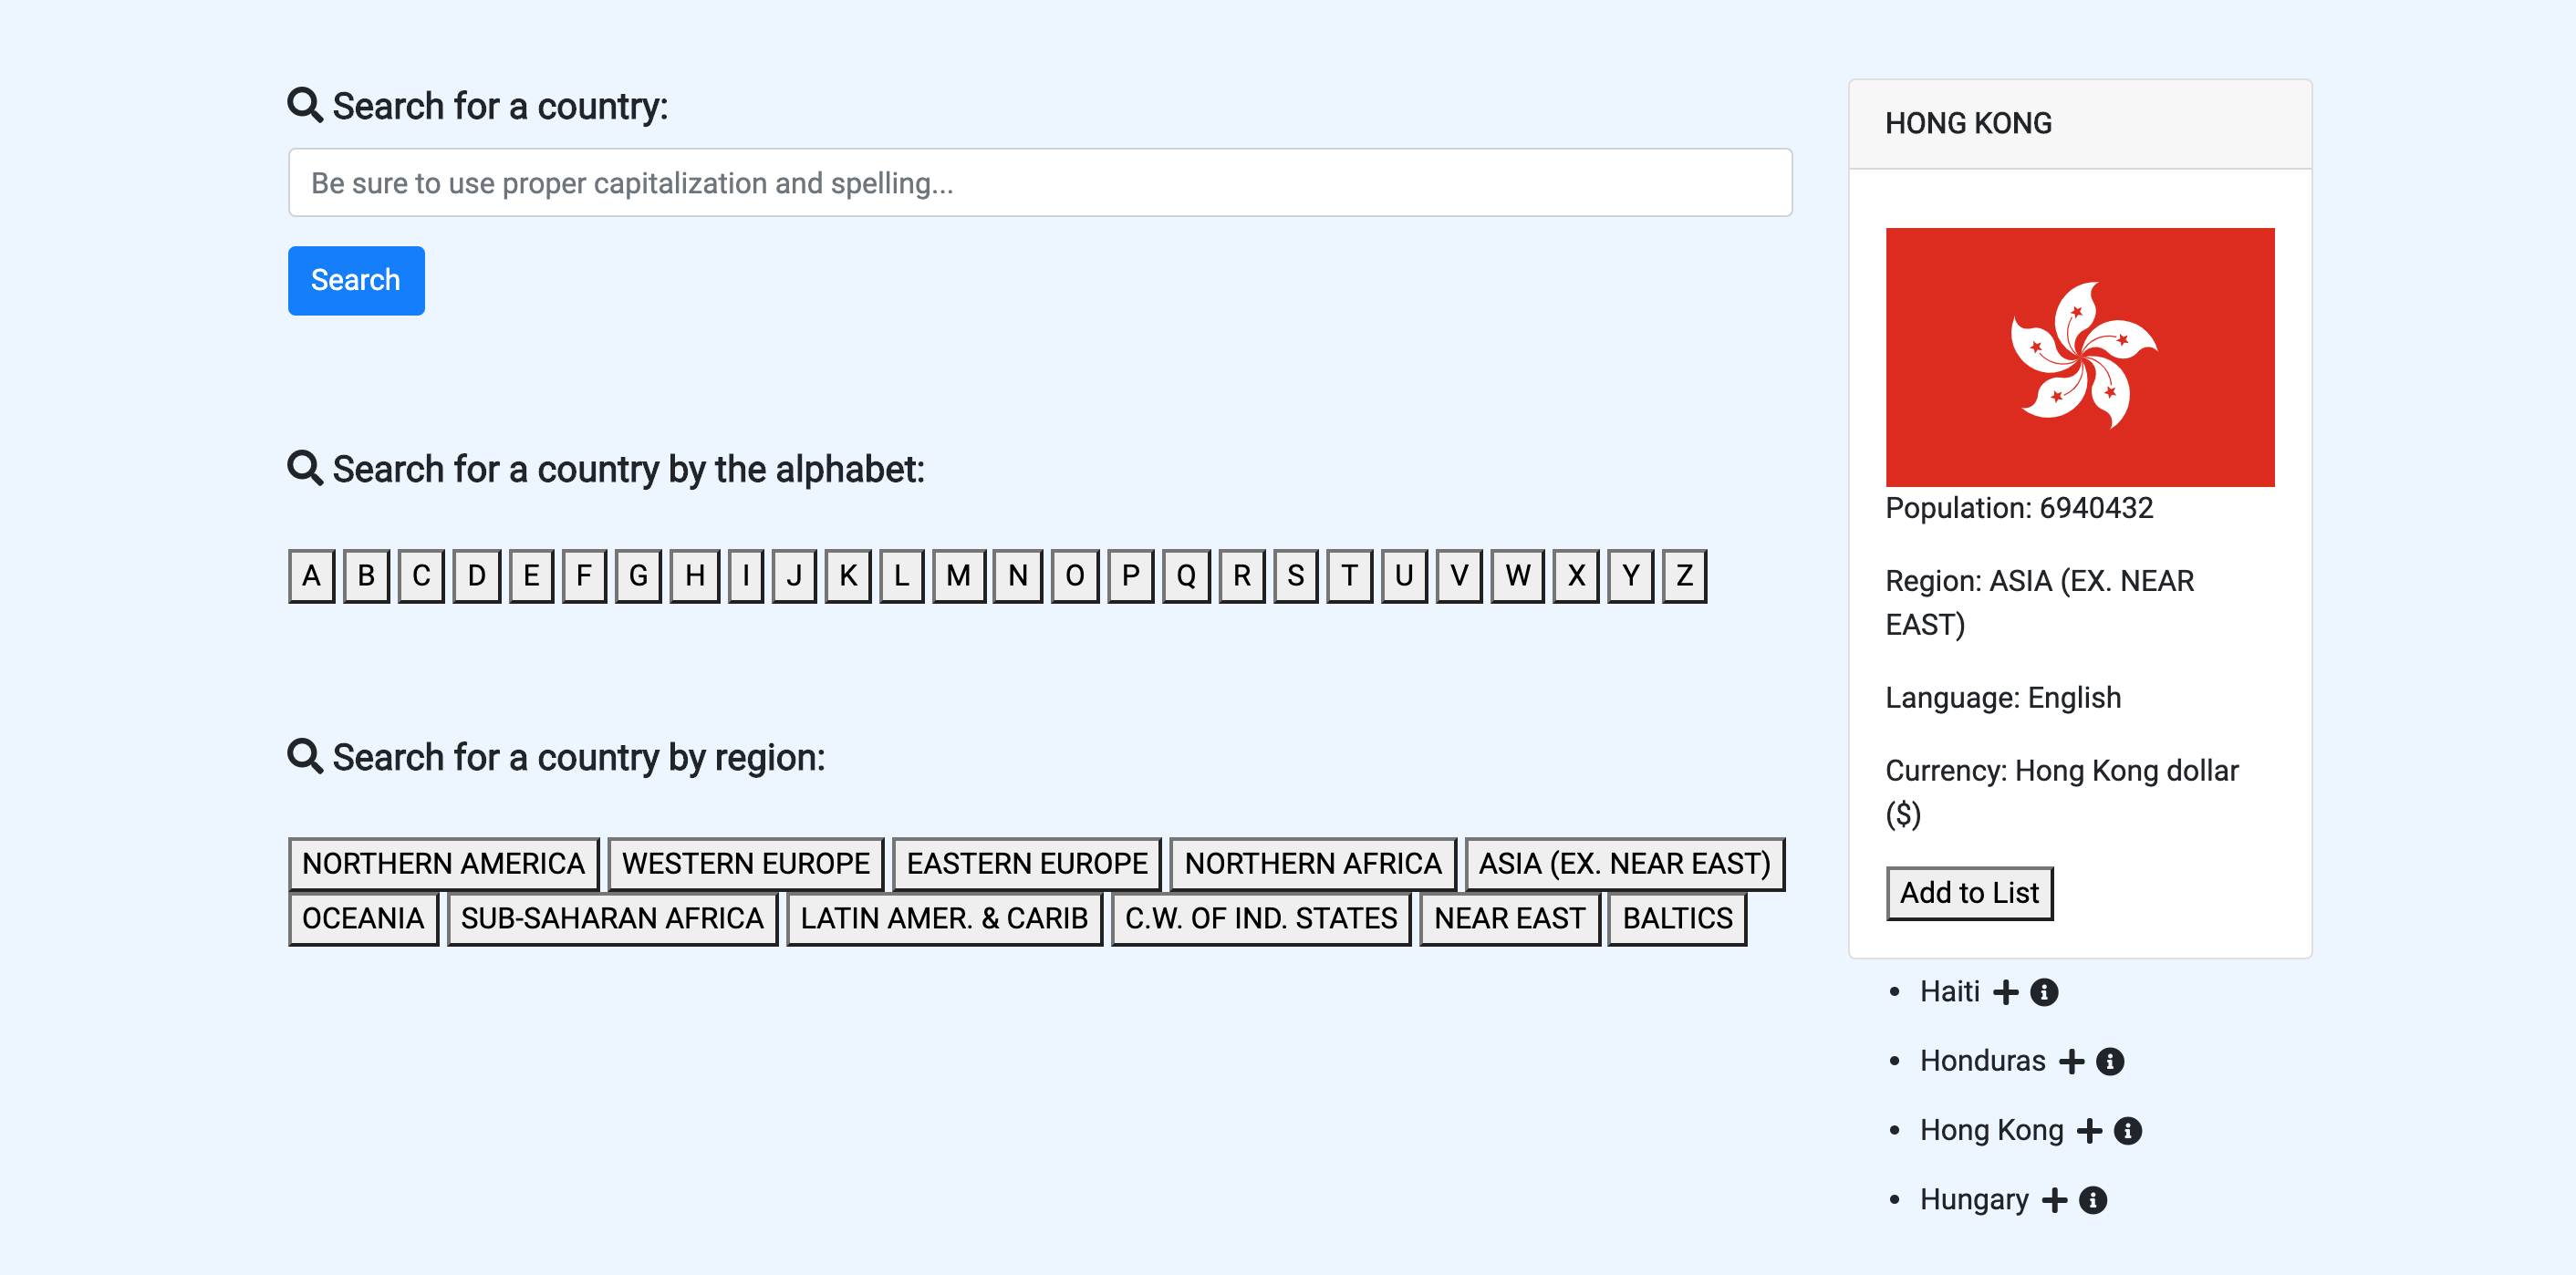 Search for a country:
Be sure to use proper capitalization and spelling...
Search
Search for a country by the alphabet:
A B C D E F G H I J K L M N O P Q R S T U V W X Y Z
Search for a country by region:
NORTHERN AMERICA WESTERN EUROPE EASTERN EUROPE NORTHERN AFRICA ASIA (EX. NEAR EAST)
OCEANIA SUB-SAHARAN AFRICA LATIN AMER. & CARIB C.W. OF IND. STATES NEAR EAST BALTICS
HONG KONG
Population: 6940432
Region: ASIA (EX. NEAR
EAST)
Language: English
Currency: Hong Kong dollar
($)
Add to List
Haiti
Honduras
Hong Kong
Hungary